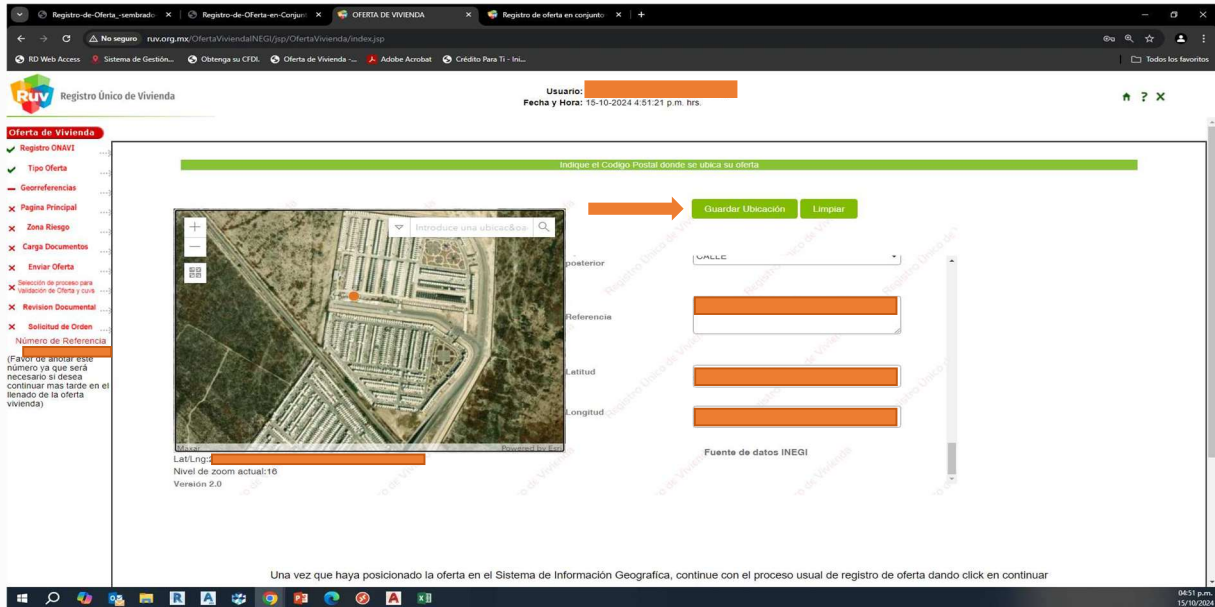 Registro-de-Oferta_-sembrado-
Registro-de-OFerta-en-Conjunt
OFERTA DE VIVIENDA
Registro de oferta en conjunto
No seguro
ruv.org.mx/OfertaViviendaINEGI/jsp/OfertaVivienda/index.jsp
RD Web Access
Sistema de Gestión...
Obtenga su CFDI.
Oferta de Vivienda -...
Adobe Acrobat
Crédito Para Ti - Ini...
Todos los favoritos
Ruv
Registro Único de Vivienda
Usuario:
Fecha y Hora: 15-10-2024 4:51:21 p.m. hrs.
Oferta de Vivienda
Registro ONAVI
Tipo Oferta
Georreferencias
Pagina Principal
Zona Riesgo
Carga Documentos
Enviar Oferta
Selección de proceso para
Validación de Oferta y cuvs
Revision Documental
Solicitud de Orden
Número de Referencia
(Favor de anotar este
número ya que será
necesario si desea
continuar mas tarde en el
llenado de la oferta
vivienda)
Indique el Codigo Postal donde se ubica su oferta
Introduce una ubicac&oa
Guardar Ubicación
Limpiar
posterior
CALLE
Referencia
Latitud
Longitud
Fuente de datos INEGI
Maxar
Powered by Esri
Lat/Lng:
Nivel de zoom actual:16
Versión 2.0
Una vez que haya posicionado la oferta en el Sistema de Información Geografíca, continue con el proceso usual de registro de oferta dando click en continuar
04:51 p.m.
15/10/2024